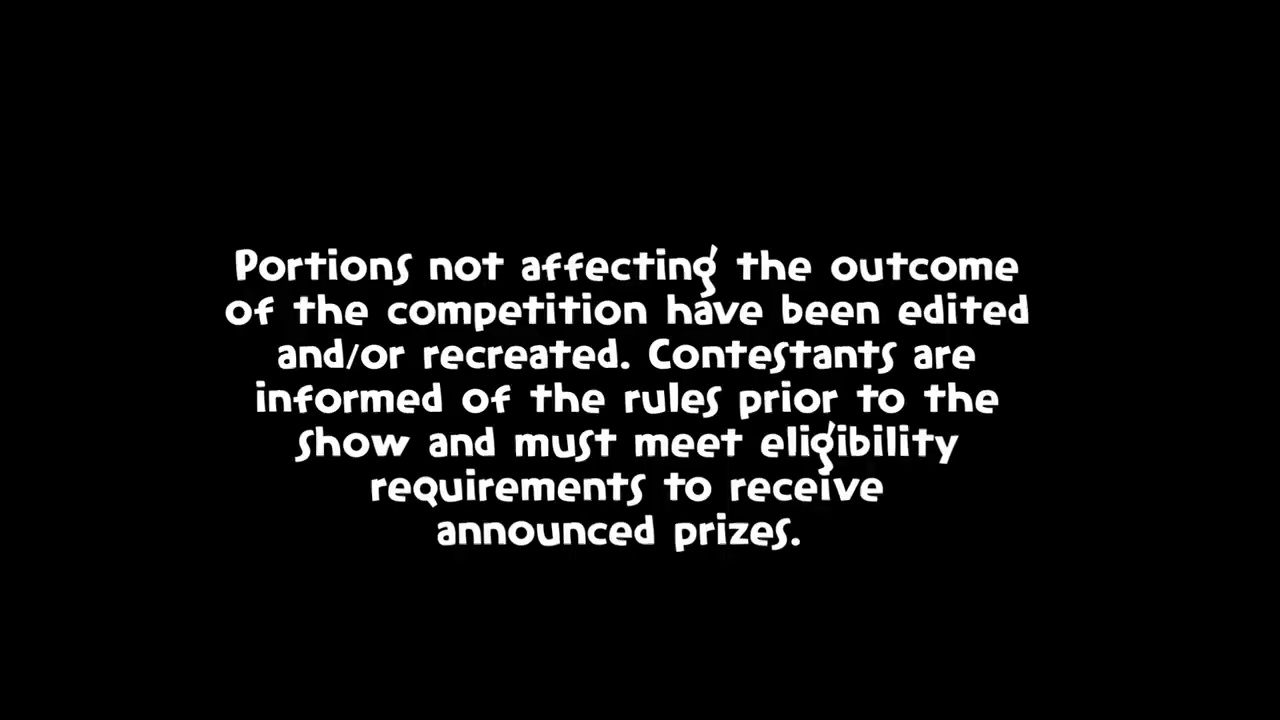 Portions not affecting the outcome
of the competition have been edited
and/or recreated. Contestants are
informed of the rules prior to the
show and must meet eligibility
requirements to receive
announced prizes.